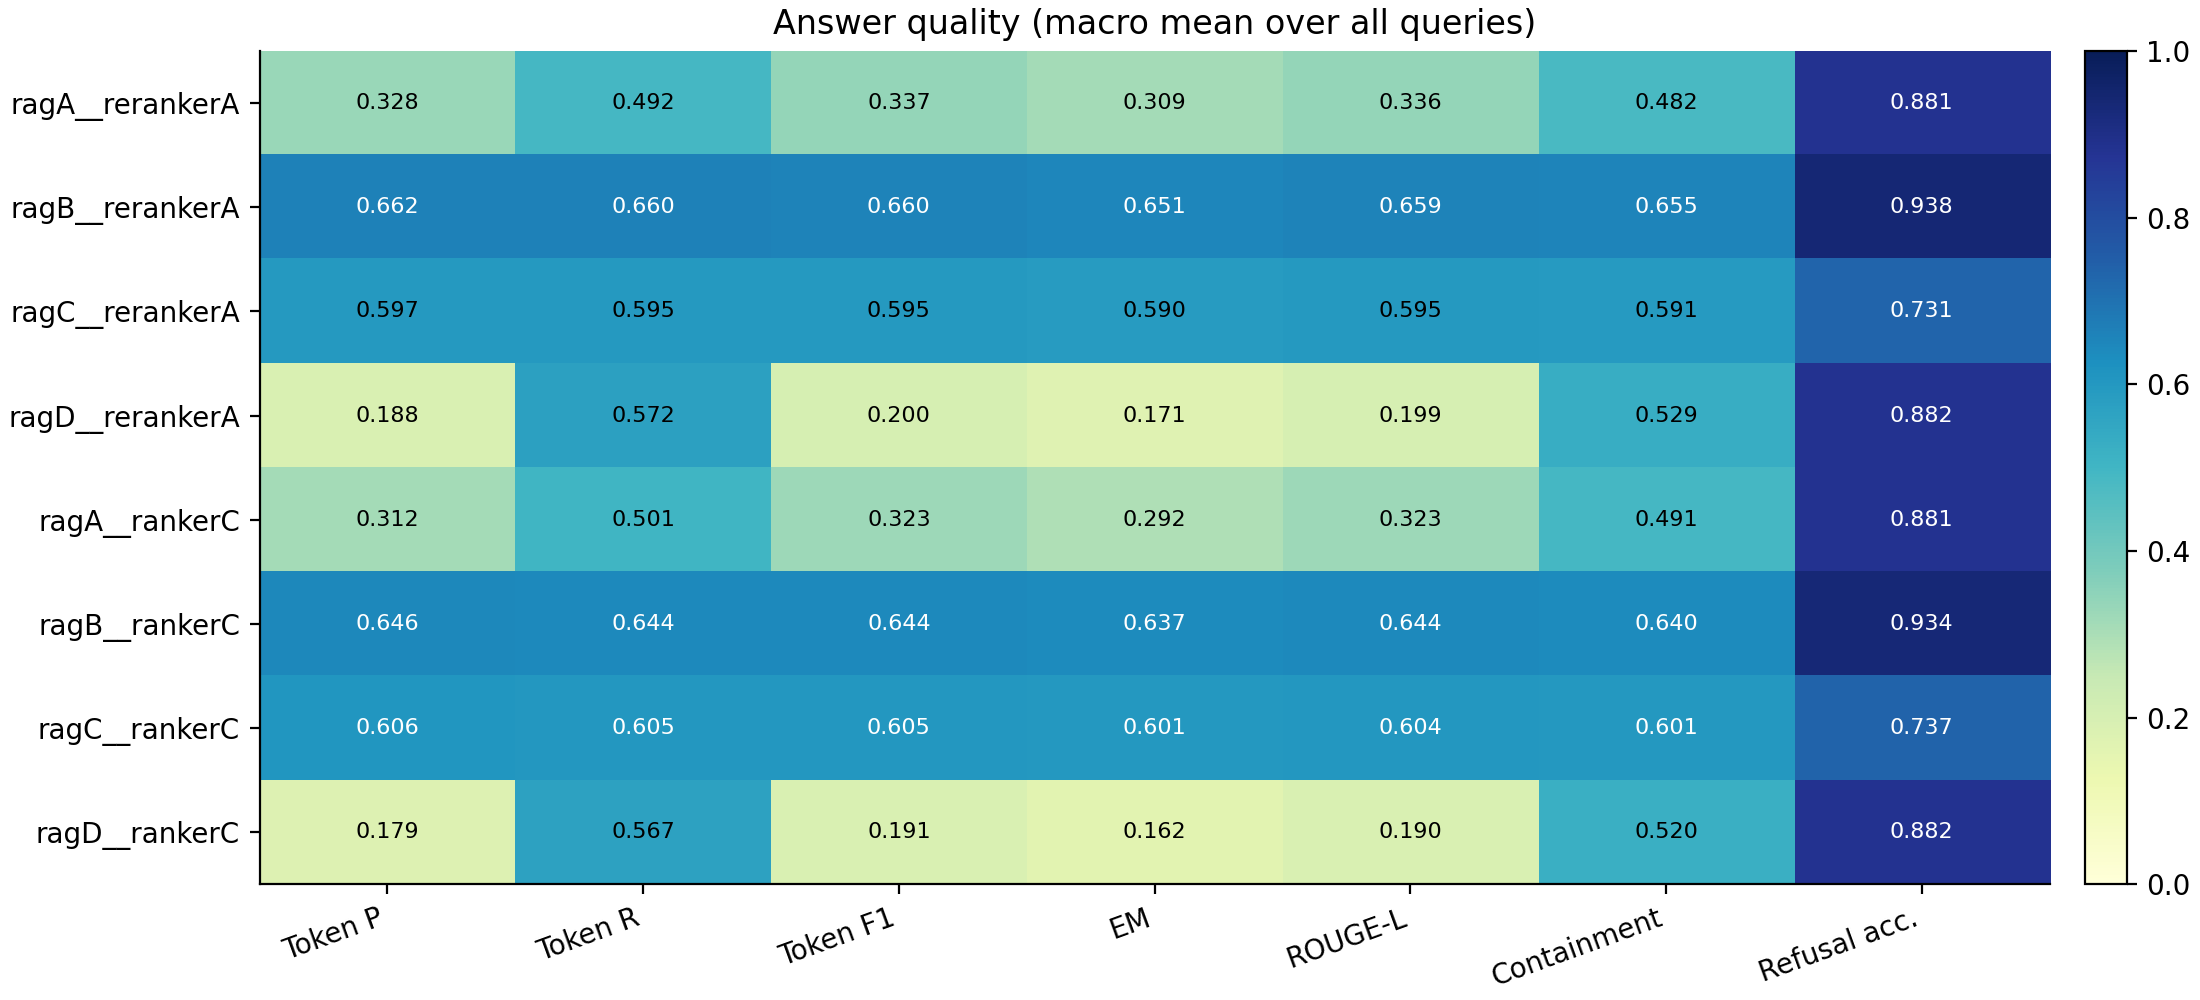 Answer quality (macro mean over all queries)
ragA__rerankerA 0.328 0.492 0.337 0.309 0.336 0.482 0.881
ragB__rerankerA 0.662 0.660 0.660 0.651 0.659 0.655 0.938
ragC__rerankerA 0.597 0.595 0.595 0.590 0.595 0.591 0.731
ragD__rerankerA 0.188 0.572 0.200 0.171 0.199 0.529 0.882
ragA__rankerC 0.312 0.501 0.323 0.292 0.323 0.491 0.881
ragB__rankerC 0.646 0.644 0.644 0.637 0.644 0.640 0.934
ragC__rankerC 0.606 0.605 0.605 0.601 0.604 0.601 0.737
ragD__rankerC 0.179 0.567 0.191 0.162 0.190 0.520 0.882
Token P Token R Token F1 EM ROUGE-L Containment Refusal acc.
1.0
0.8
0.6
0.4
0.2
0.0